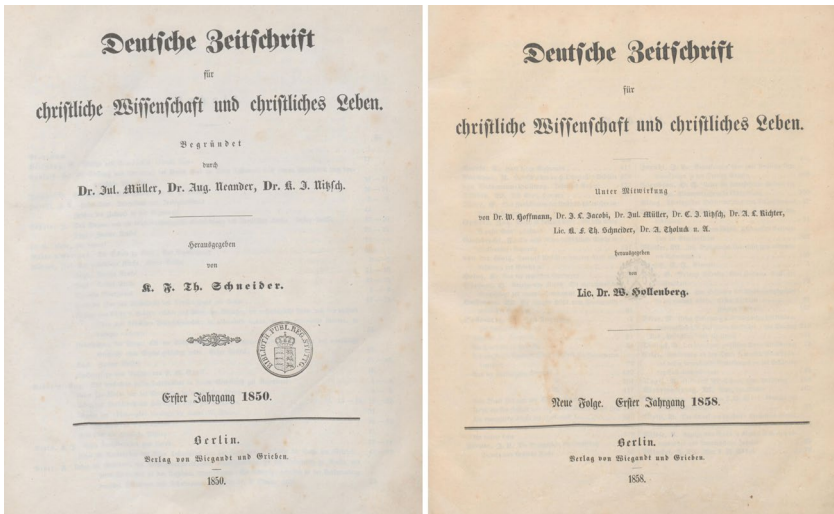 Deutsche Zeitschrift
für
christliche Wissenschaft und christliches Leben.
Begründet
durch
Dr. Jul. Müller, Dr. Aug. Neander, Dr. K. J. Nitzsch.
Herausgegeben
von
K. F. Th. Schneider.
BIBLIOTH. PUBL. REG. STUTTG.
Erster Jahrgang 1850.
Berlin.
Verlag von Wiegandt und Grieben.
1850.
Deutsche Zeitschrift
für
christliche Wissenschaft und christliches Leben.
Unter Mitwirkung
von Dr. W. Hoffmann, Dr. J. L. Jacobi, Dr. Jul. Müller, Dr. C. J. Nitzsch, Dr. A. L. Richter,
Lic. K. F. Th. Schneider, Dr. A. Tholuck u. A.
herausgegeben
von
Lic. Dr. W. Hollenberg.
Neue Folge. Erster Jahrgang 1858.
Berlin.
Verlag von Wiegandt und Grieben.
1858.